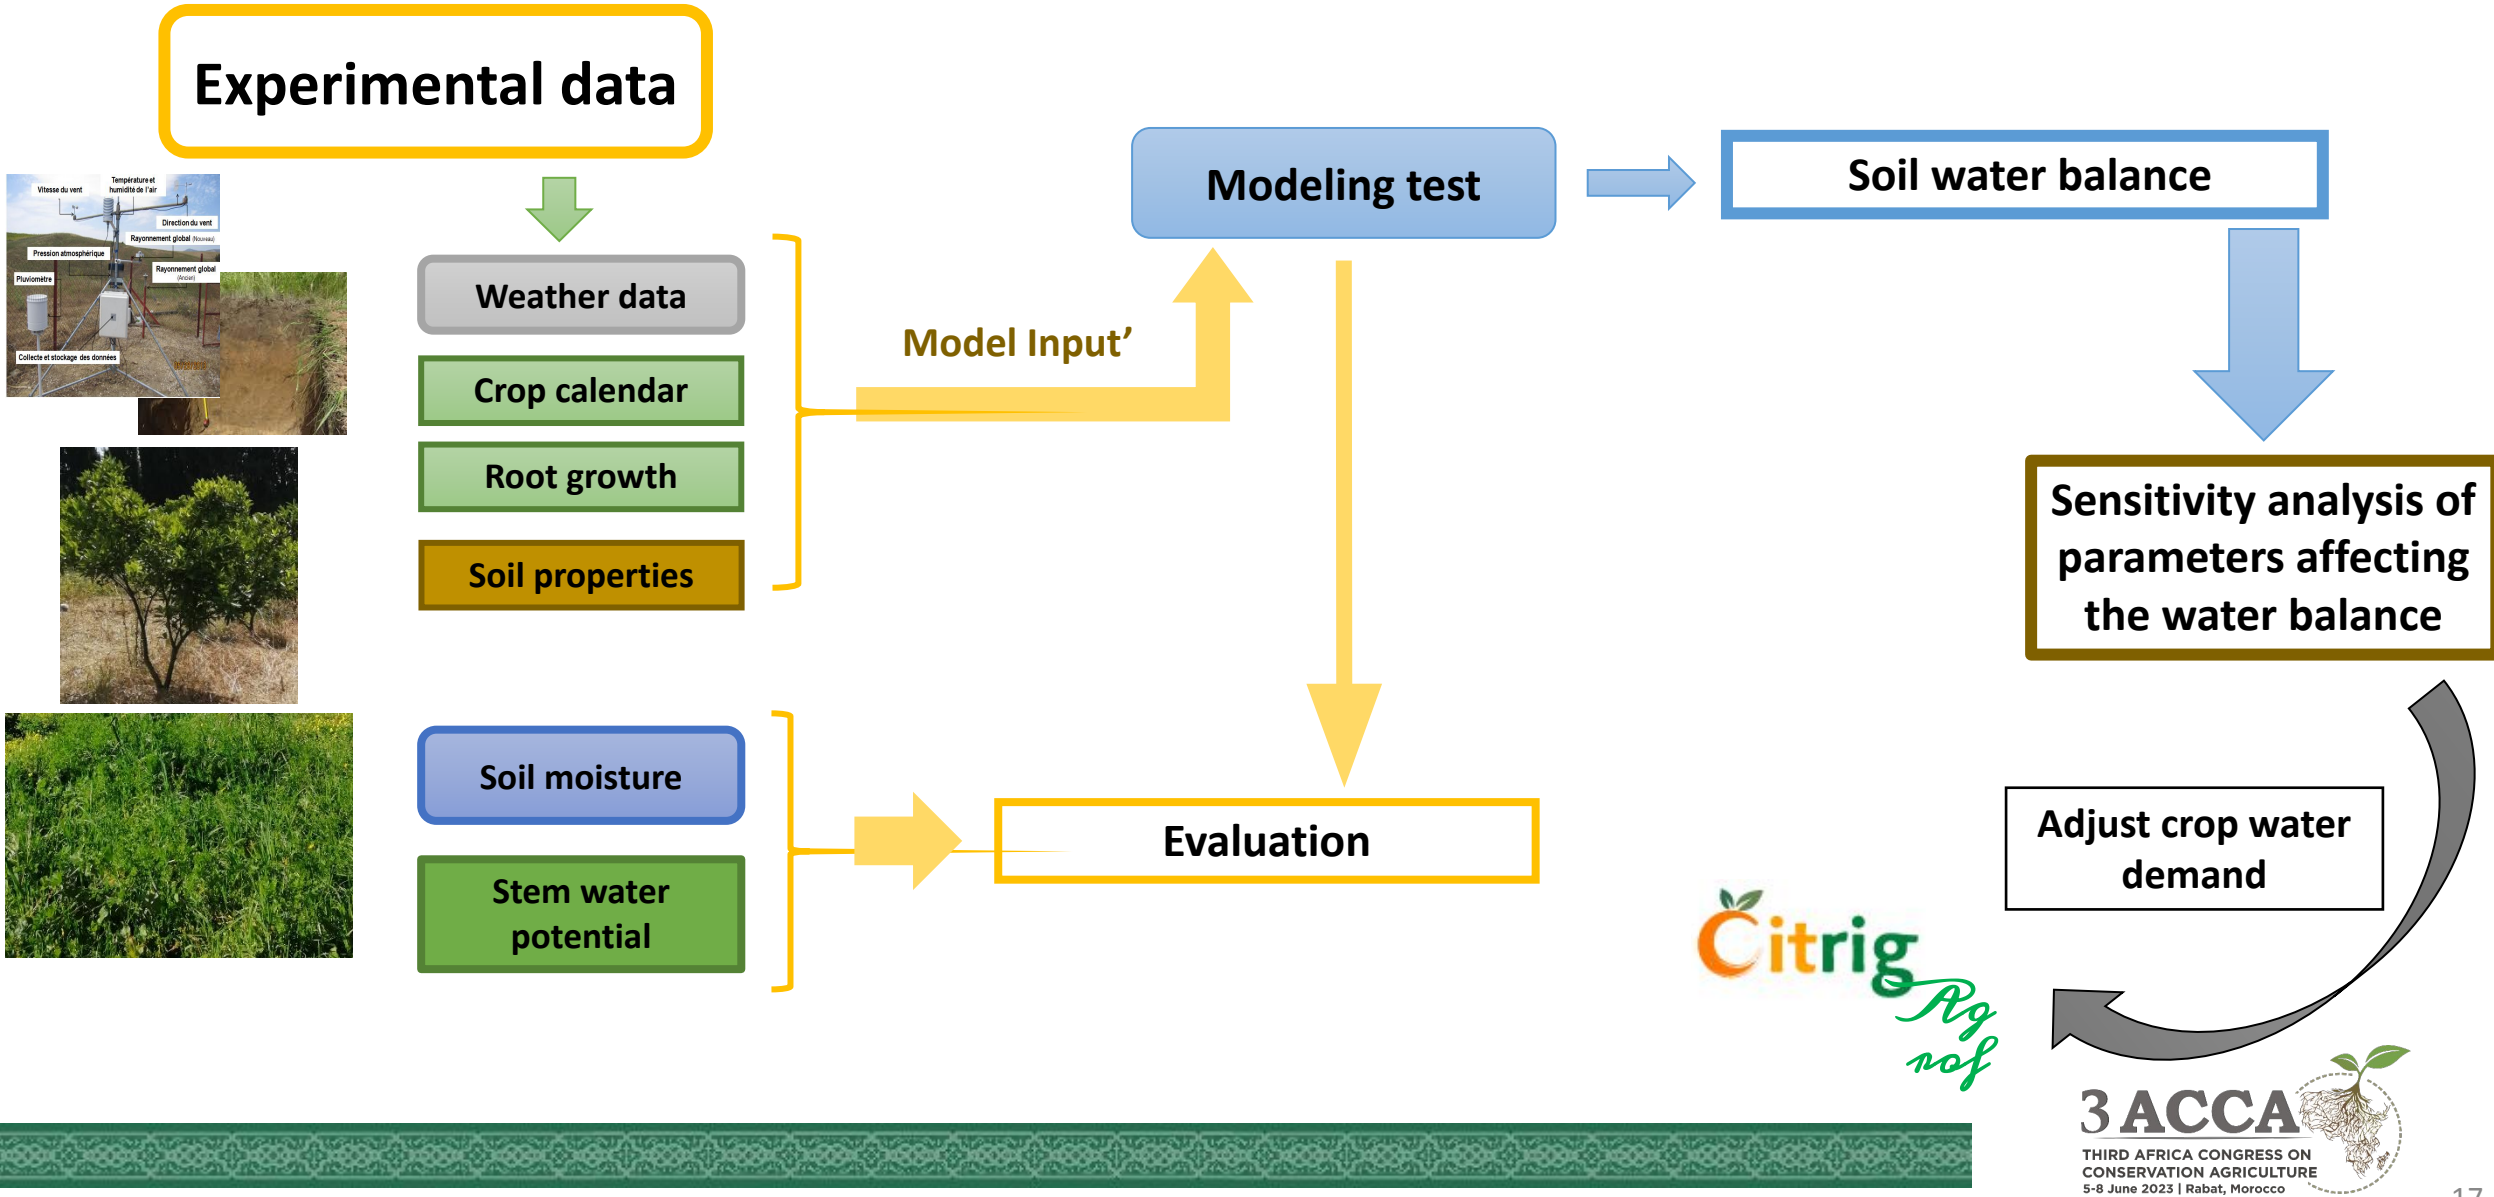 Experimental data
Vitesse du vent
Température et
humidité de l'air
Direction du vent
Rayonnement global (Nouveau)
Pression atmosphérique
Rayonnement global
(Ancien)
Pluviomètre
Collecte et stockage des données
Weather data
Crop calendar
Root growth
Soil properties
Model Input’
Modeling test
Soil water balance
Sensitivity analysis of
parameters affecting
the water balance
Soil moisture
Stem water
potential
Evaluation
Adjust crop water
demand
Citrig
Ag
rof
3 ACCA
THIRD AFRICA CONGRESS ON
CONSERVATION AGRICULTURE
5-8 June 2023 | Rabat, Morocco
17